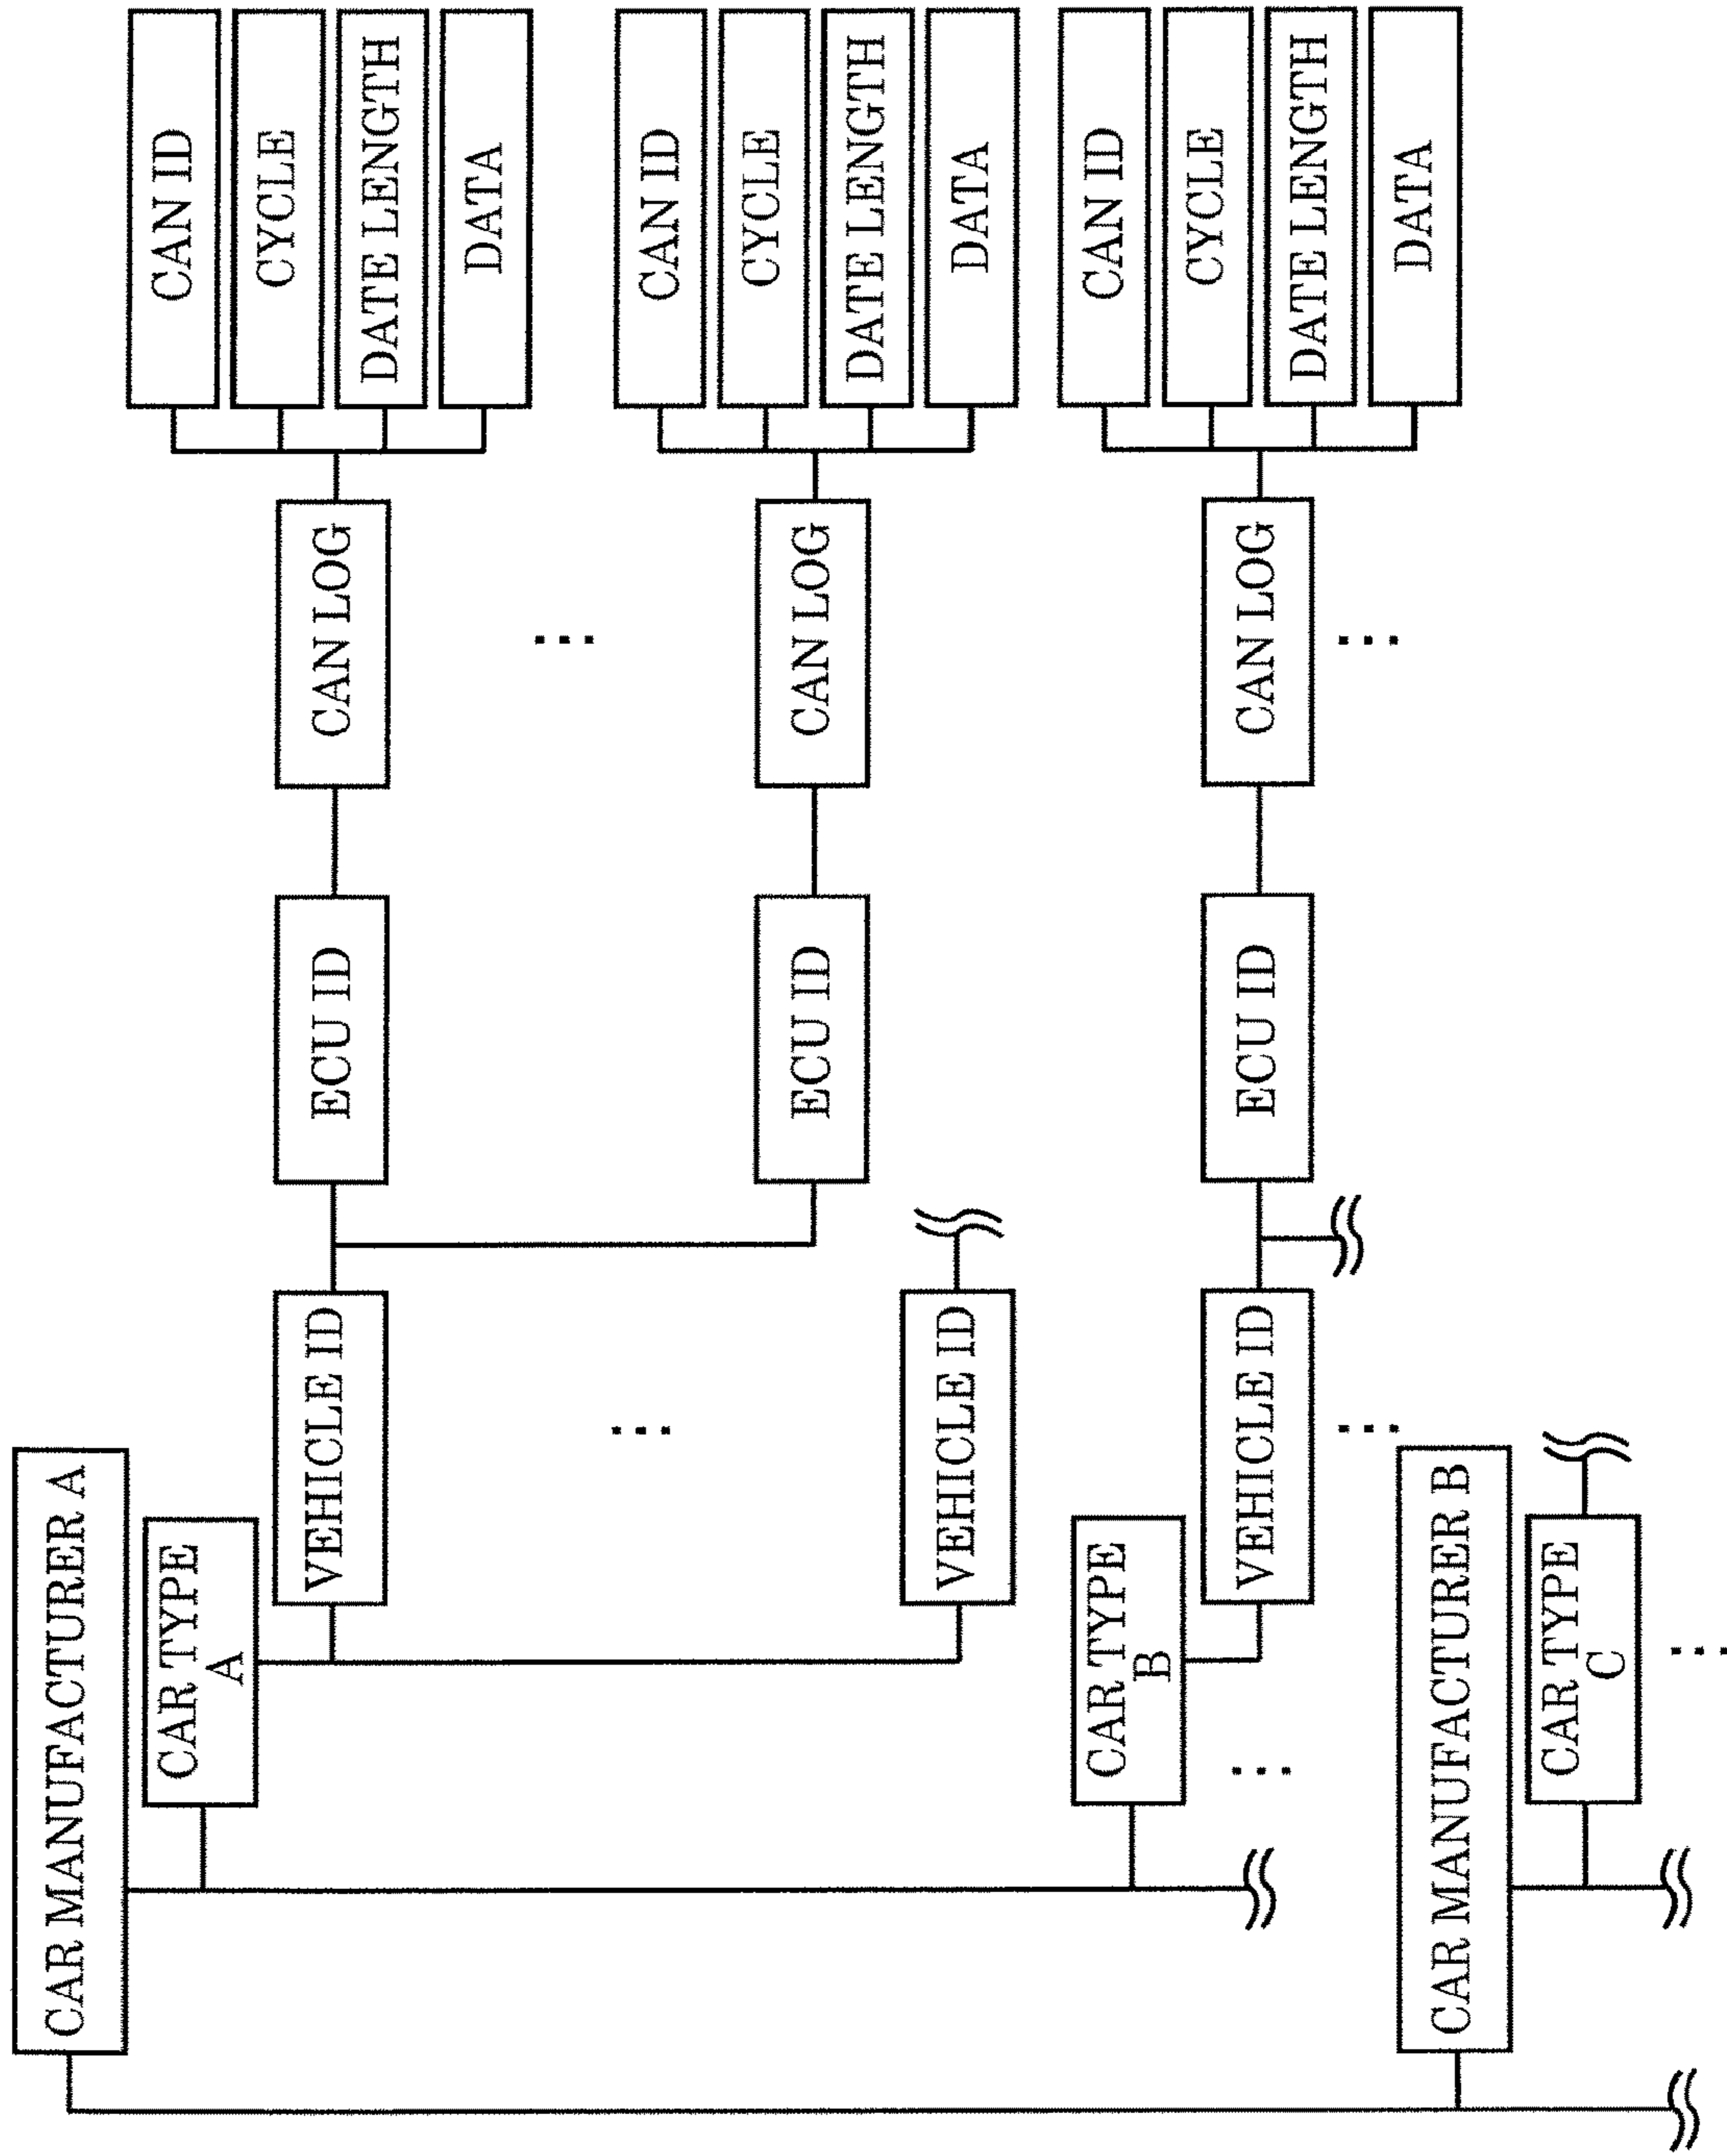 CAR MANUFACTURER A
CAR TYPE
A
VEHICLE ID
ECU ID
CAN LOG
CAN ID
CYCLE
DATE LENGTH
DATA
...
...
ECU ID
CAN LOG
CAN ID
CYCLE
DATE LENGTH
DATA
VEHICLE ID
CAR TYPE
B
VEHICLE ID
ECU ID
CAN LOG
CAN ID
CYCLE
DATE LENGTH
DATA
...
...
...
CAR MANUFACTURER B
CAR TYPE
C
...